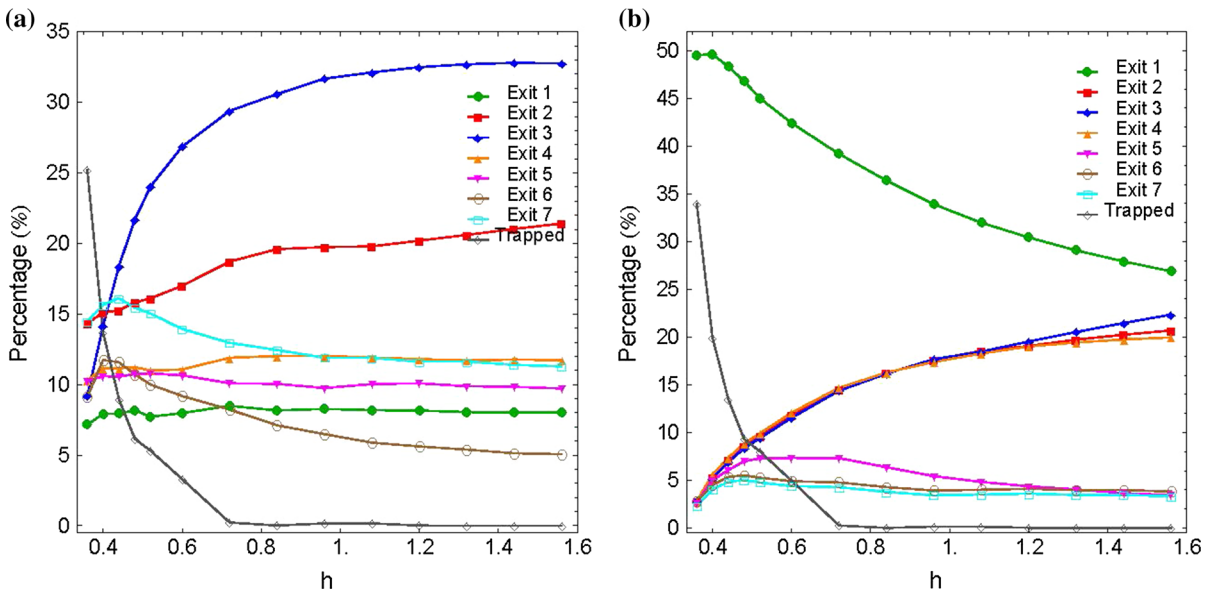 (a)
35
30
25
20
15
10
5
0
Percentage (%)
0.4 0.6 0.8 1. 1.2 1.4 1.6
h
Exit 1
Exit 2
Exit 3
Exit 4
Exit 5
Exit 6
Exit 7
Trapped
(b)
50
45
40
35
30
25
20
15
10
5
0
Percentage (%)
0.4 0.6 0.8 1. 1.2 1.4 1.6
h
Exit 1
Exit 2
Exit 3
Exit 4
Exit 5
Exit 6
Exit 7
Trapped